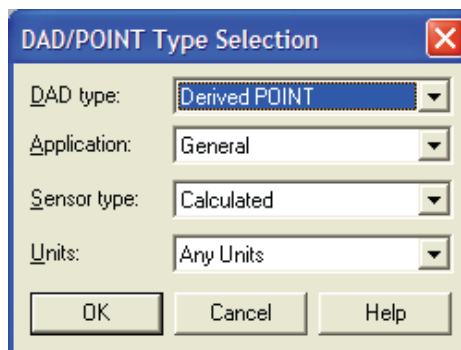 DAD/POINT Type Selection
DAD type: Derived POINT
Application: General
Sensor type: Calculated
Units: Any Units
OK Cancel Help